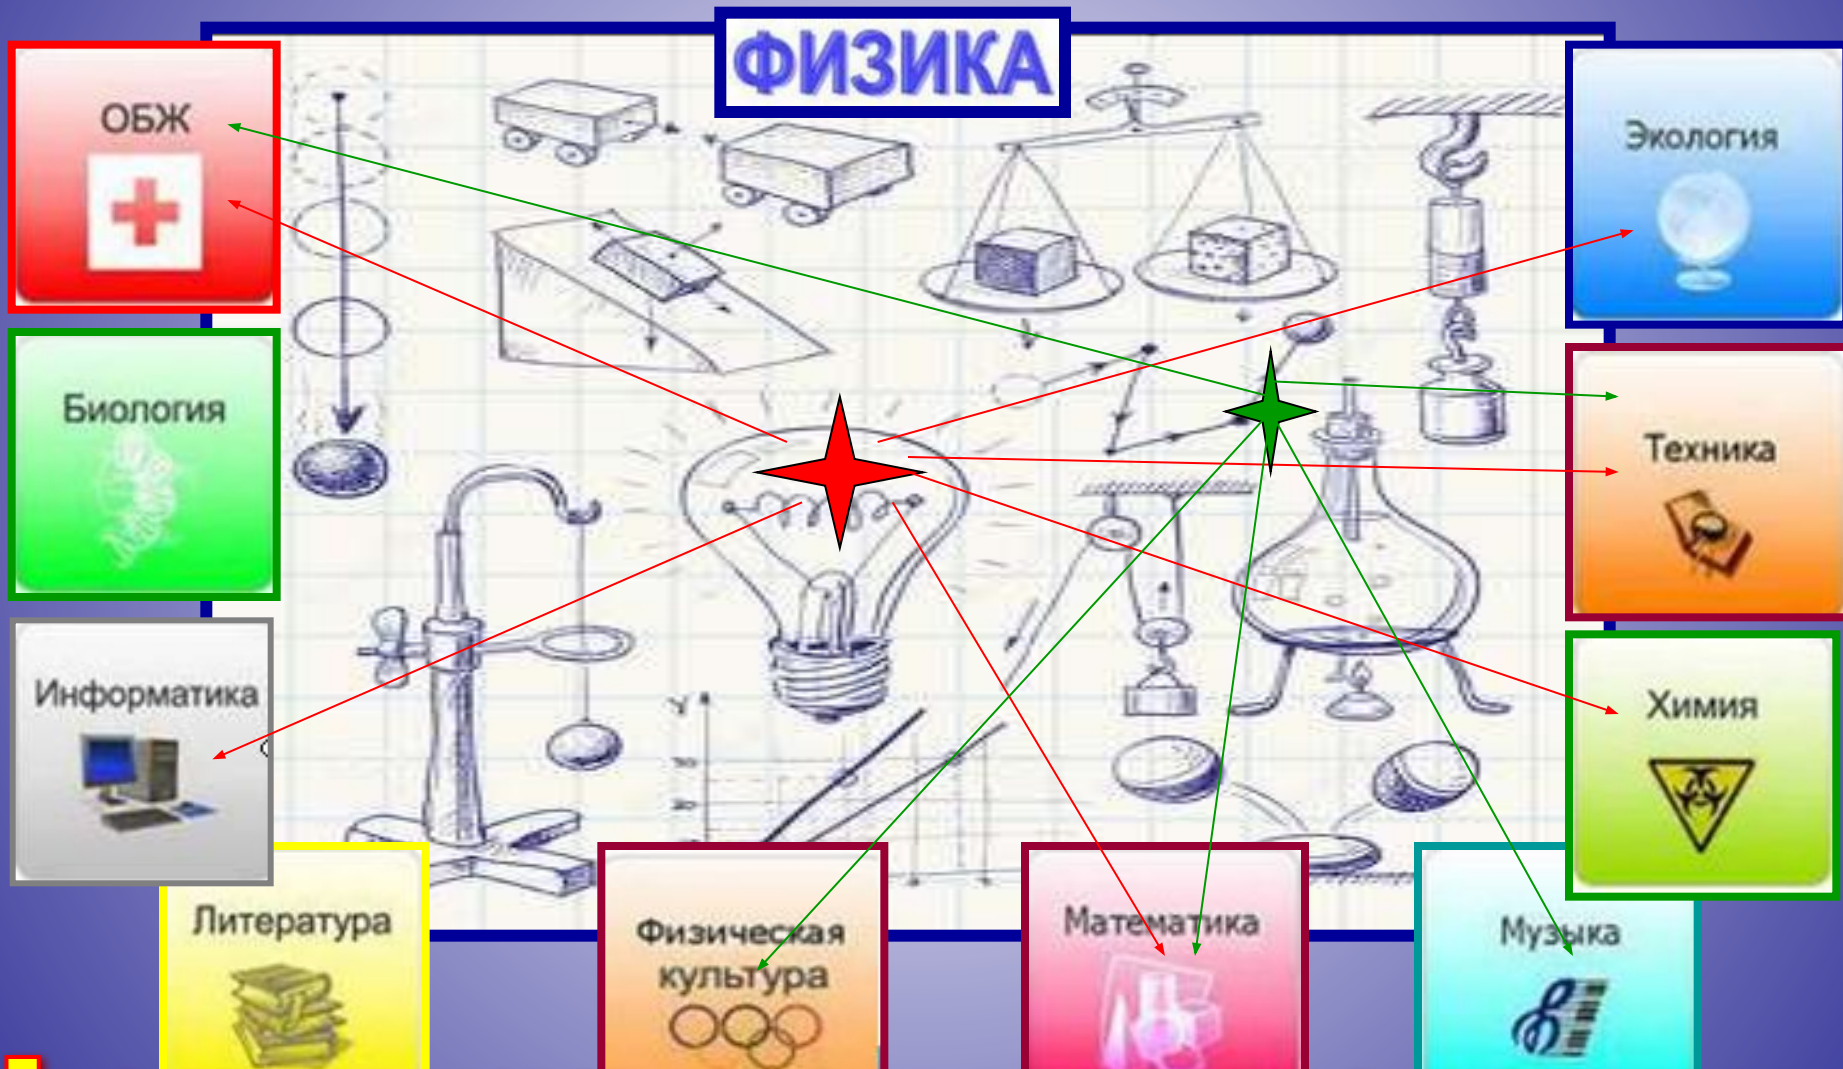 ФИЗИКА
ОБЖ
Экология
Биология
Техника
Информатика
Химия
Литература
Физическая
культура
Математика
Музыка